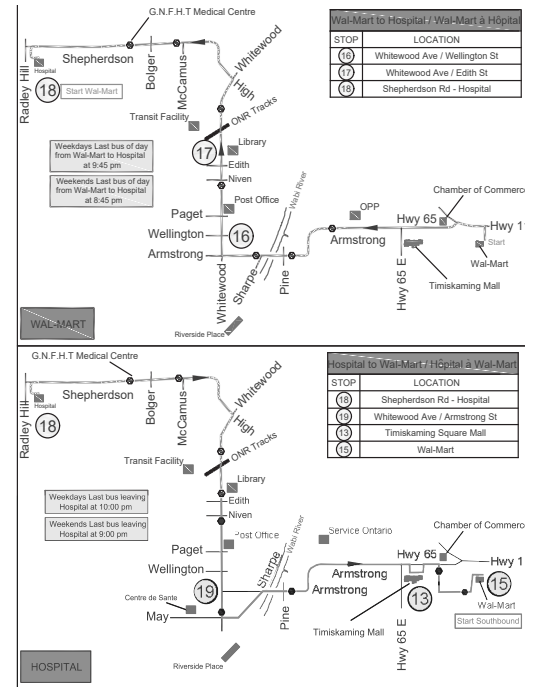 G.N.F.H.T Medical Centre
Wal-Mart to Hospital / Wal-Mart à Hôpital
STOP LOCATION
16 Whitewood Ave / Wellington St
17 Whitewood Ave / Edith St
18 Shepherdson Rd - Hospital
Radley Hill
Hospital
Shepherdson
Bolger
McCamus
Whitewood
High
18
Start Wal-Mart
ONR Tracks
Transit Facility
Weekdays Last bus of day
from Wal-Mart to Hospital
at 9:45 pm
17
Library
Edith
Weekends Last bus of day
from Wal-Mart to Hospital
at 8:45 pm
Niven
Post Office
Wabi River
Chamber of Commerc
OPP
Paget
Hwy 65
Hwy 1
Wellington
16
Armstrong
Start
Armstrong
Wal-Mart
Whitewood
Sharpe
Pine
Hwy 65 E
Timiskaming Mall
WAL-MART
Riverside Place
G.N.F.H.T Medical Centre
Hospital to Wal-Mart / Hôpital à Wal-Mart
STOP LOCATION
18 Shepherdson Rd - Hospital
19 Whitewood Ave / Armstrong St
13 Timiskaming Square Mall
15 Wal-Mart
Radley Hill
Hospital
Shepherdson
Bolger
McCamus
Whitewood
High
18
ONR Tracks
Transit Facility
Library
Weekdays Last bus leaving
Hospital at 10:00 pm
Edith
Weekends Last bus leaving
Hospital at 9:00 pm
Niven
Post Office
Wabi River
Service Ontario
Chamber of Commerc
Paget
Hwy 65
Hwy 1
Wellington
Sharpe
Armstrong
19
Armstrong
13
15
Centre de Sante
Wal-Mart
May
Pine
Start Southbound
Timiskaming Mall
Hwy 65 E
HOSPITAL
Riverside Place